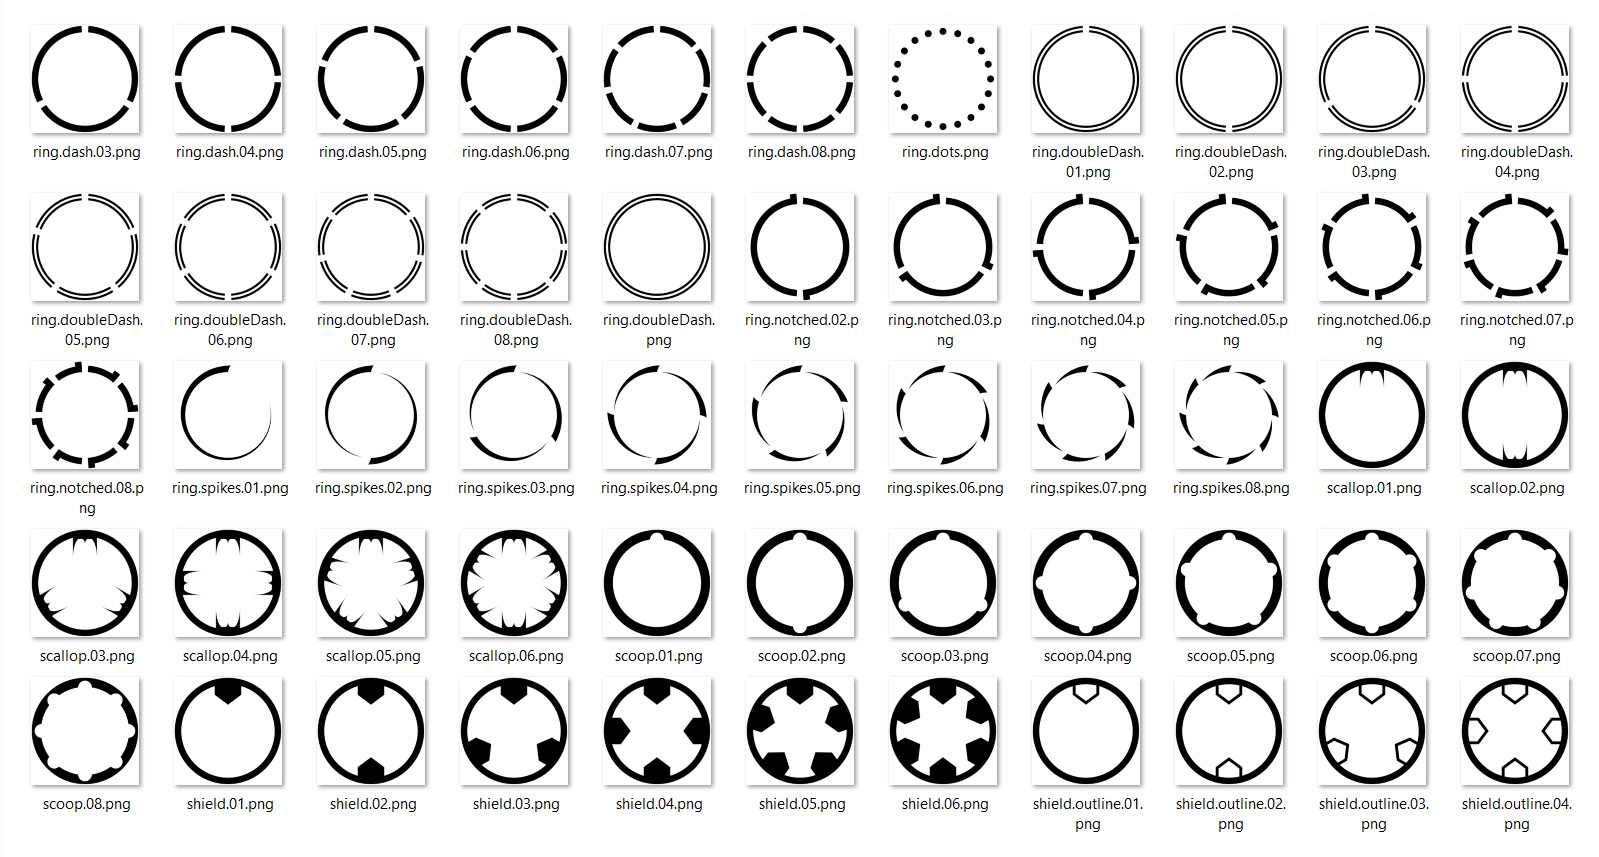 ring.dash.03.png
ring.dash.04.png
ring.dash.05.png
ring.dash.06.png
ring.dash.07.png
ring.dash.08.png
ring.dots.png
ring.doubleDash.
01.png
ring.doubleDash.
02.png
ring.doubleDash.
03.png
ring.doubleDash.
04.png
ring.doubleDash.
05.png
ring.doubleDash.
06.png
ring.doubleDash.
07.png
ring.doubleDash.
08.png
ring.doubleDash.
png
ring.notched.02.p
ng
ring.notched.03.p
ng
ring.notched.04.p
ng
ring.notched.05.p
ng
ring.notched.06.p
ng
ring.notched.07.p
ng
ring.notched.08.p
ng
ring.spikes.01.png
ring.spikes.02.png
ring.spikes.03.png
ring.spikes.04.png
ring.spikes.05.png
ring.spikes.06.png
ring.spikes.07.png
ring.spikes.08.png
scallop.01.png
scallop.02.png
scallop.03.png
scallop.04.png
scallop.05.png
scallop.06.png
scoop.01.png
scoop.02.png
scoop.03.png
scoop.04.png
scoop.05.png
scoop.06.png
scoop.07.png
scoop.08.png
shield.01.png
shield.02.png
shield.03.png
shield.04.png
shield.05.png
shield.06.png
shield.outline.01.
png
shield.outline.02.
png
shield.outline.03.
png
shield.outline.04.
png